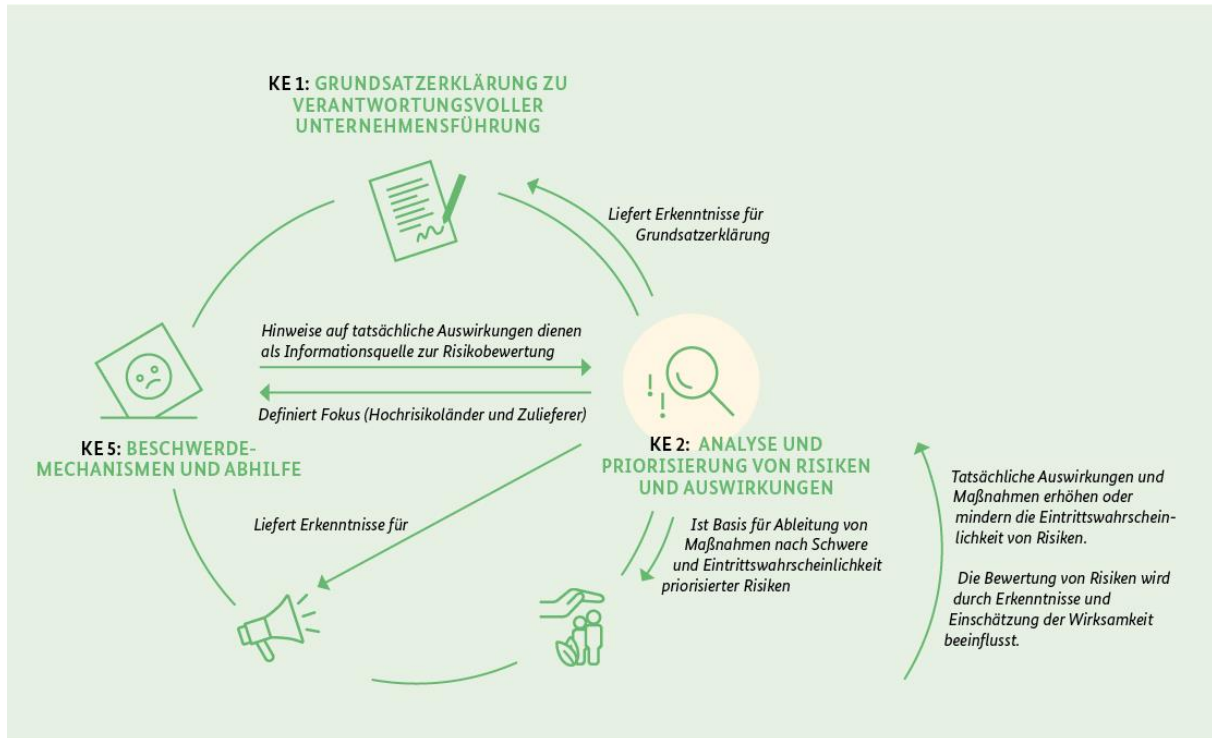 KE 1: GRUNDSATZERKLÄRUNG ZU
VERANTWORTUNGSVOLLER
UNTERNEHMENSFÜHRUNG
Liefert Erkenntnisse für
Grundsatzerklärung
Hinweise auf tatsächliche Auswirkungen dienen
als Informationsquelle zur Risikobewertung
Definiert Fokus (Hochrisikoländer und Zulieferer)
KE 5: BESCHWERDE-
MECHANISMEN UND ABHILFE
KE 2: ANALYSE UND
PRIORISIERUNG VON RISIKEN
UND AUSWIRKUNGEN
Liefert Erkenntnisse für
Ist Basis für Ableitung von
Maßnahmen nach Schwere
und Eintrittswahrscheinlichkeit
priorisierter Risiken
Tatsächliche Auswirkungen und
Maßnahmen erhöhen oder
mindern die Eintrittswahrschein-
lichkeit von Risiken.
Die Bewertung von Risiken wird
durch Erkenntnisse und
Einschätzung der Wirksamkeit
beeinflusst.